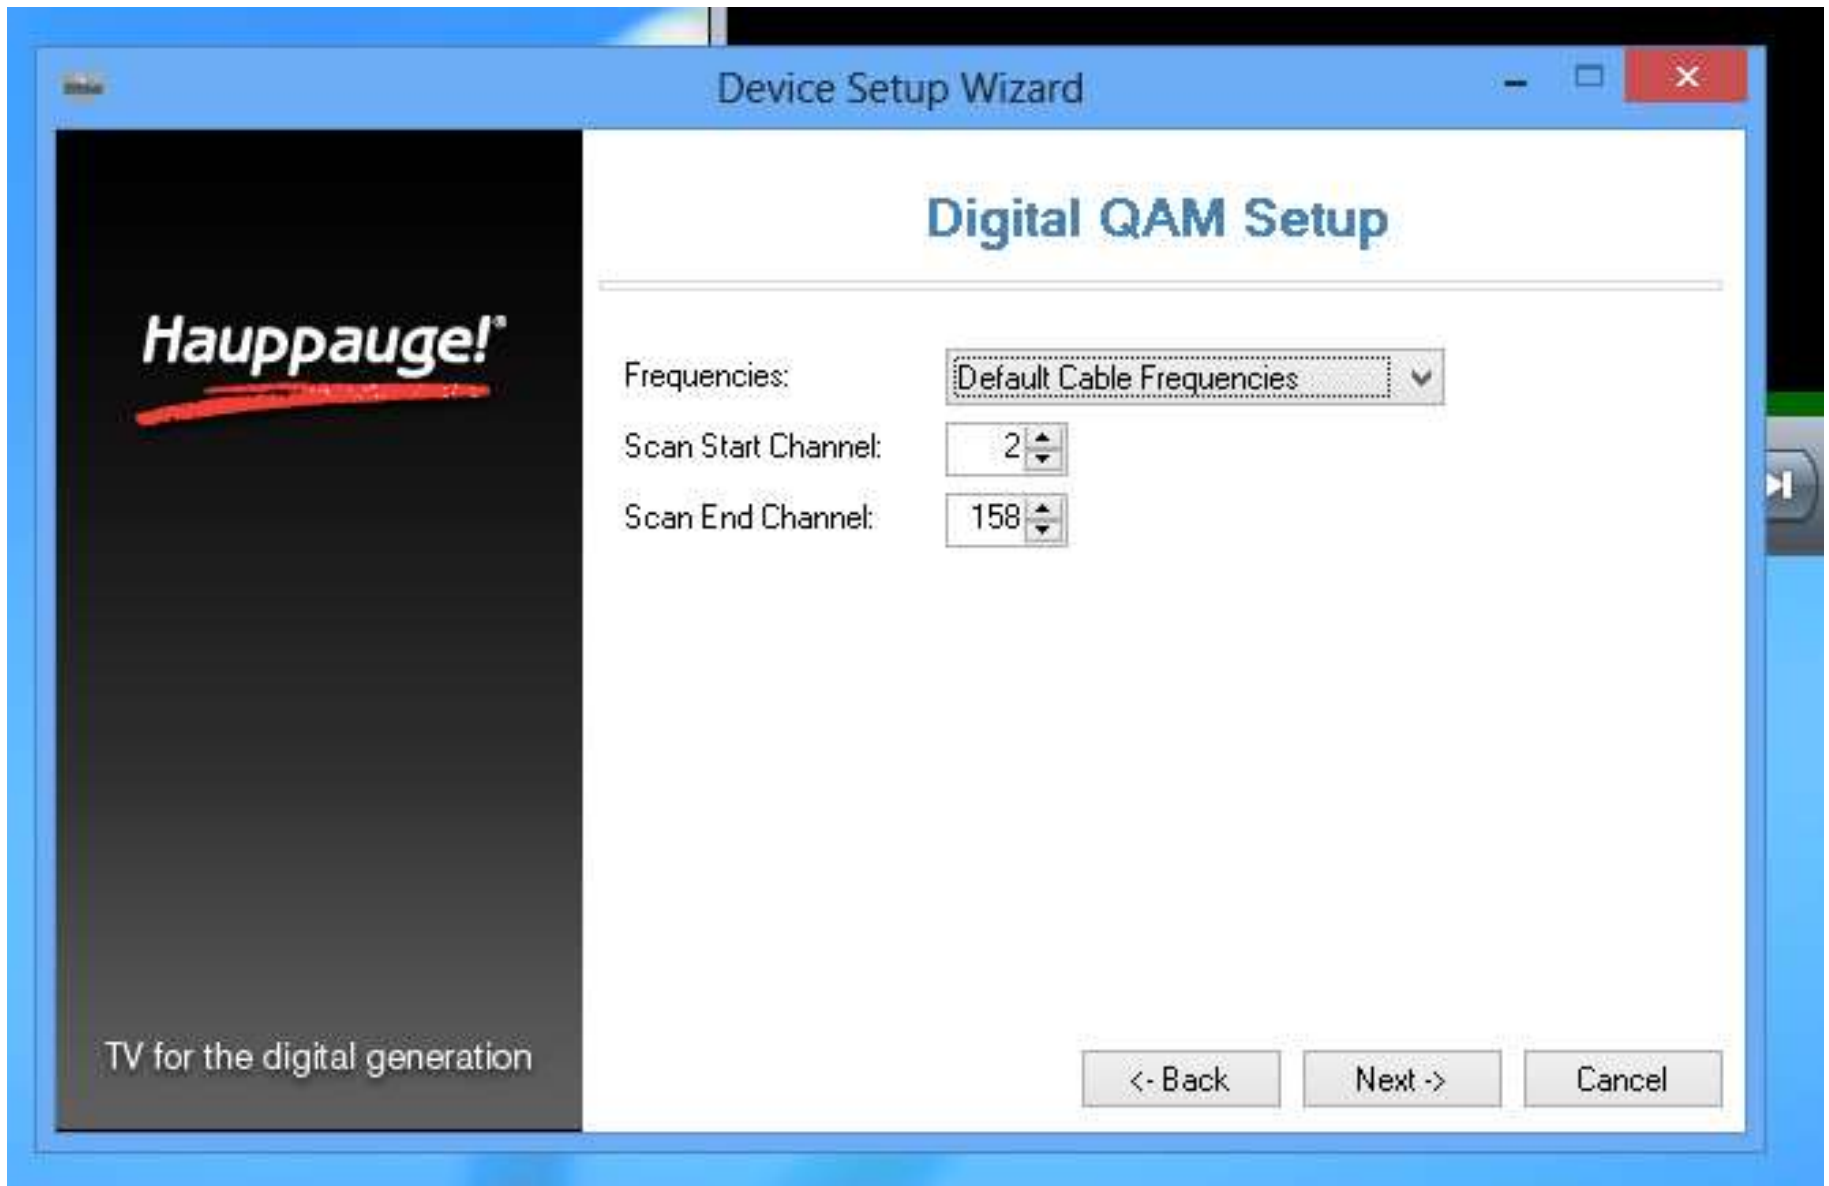 Device Setup Wizard
Digital QAM Setup
Hauppauge!®
Frequencies: Default Cable Frequencies
Scan Start Channel: 2
Scan End Channel: 158
TV for the digital generation
<- Back Next -> Cancel